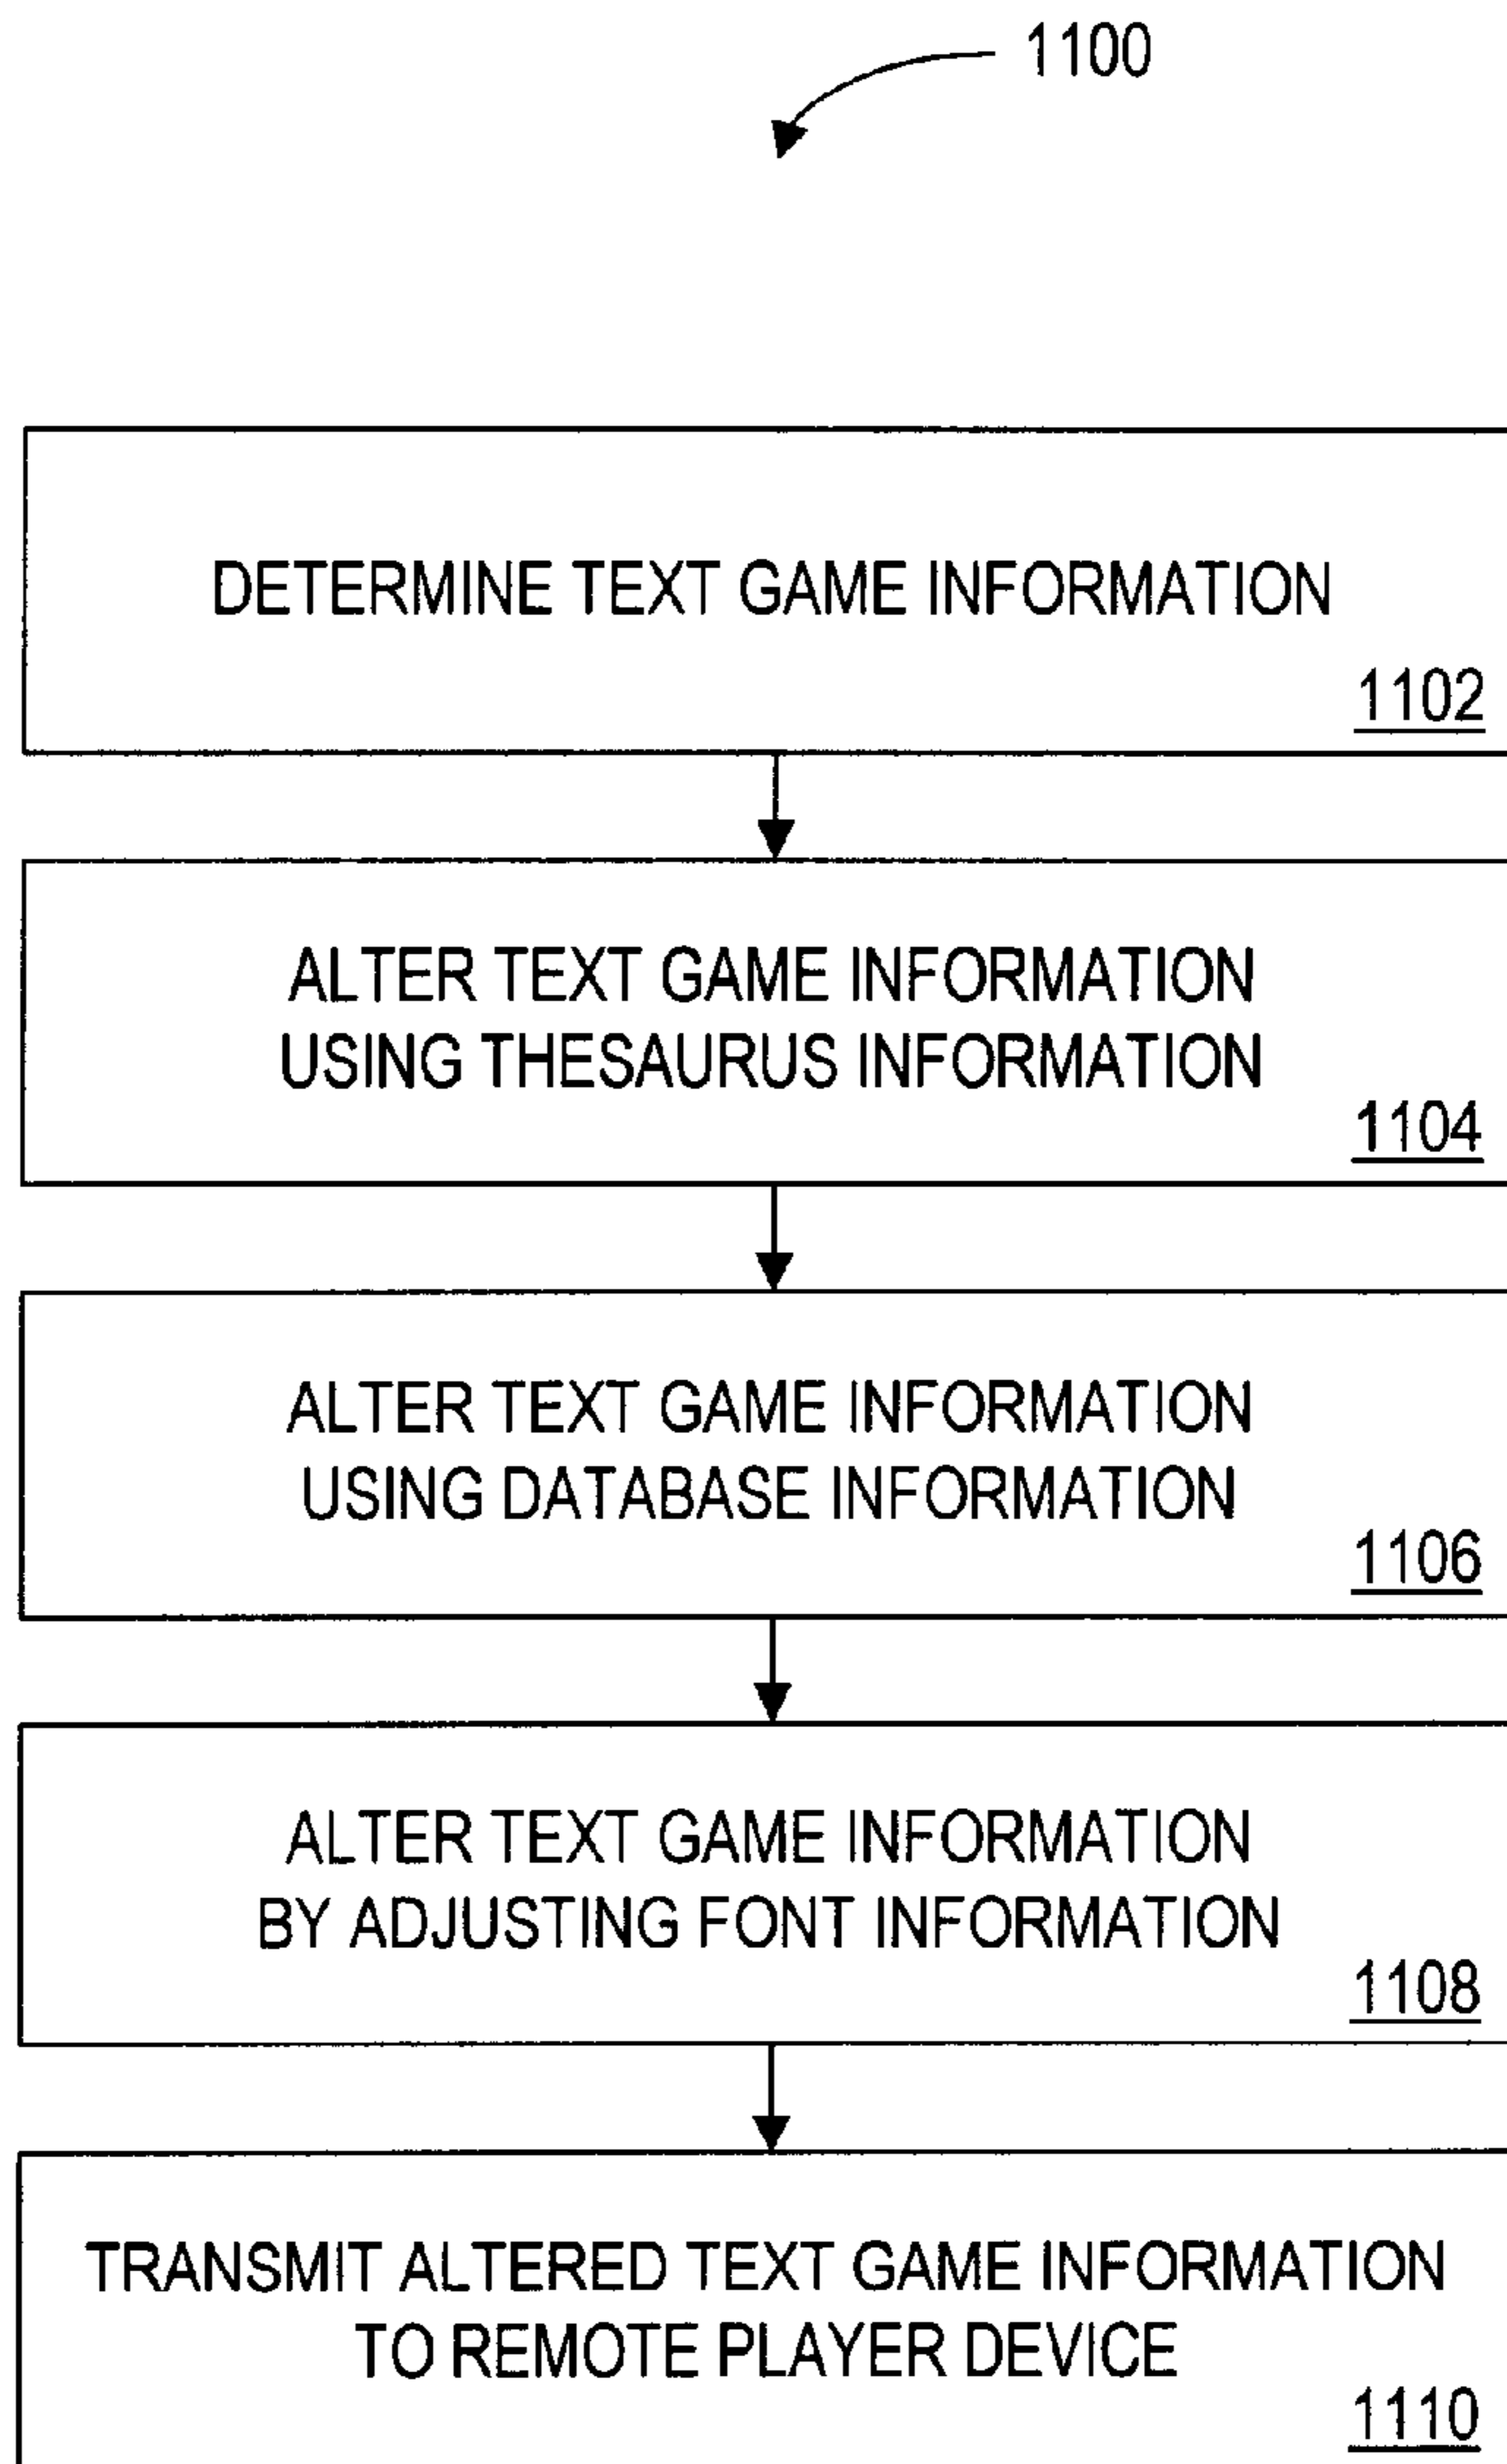 1100
DETERMINE TEXT GAME INFORMATION
1102
ALTER TEXT GAME INFORMATION
USING THESAURUS INFORMATION
1104
ALTER TEXT GAME INFORMATION
USING DATABASE INFORMATION
1106
ALTER TEXT GAME INFORMATION
BY ADJUSTING FONT INFORMATION
1108
TRANSMIT ALTERED TEXT GAME INFORMATION
TO REMOTE PLAYER DEVICE
1110